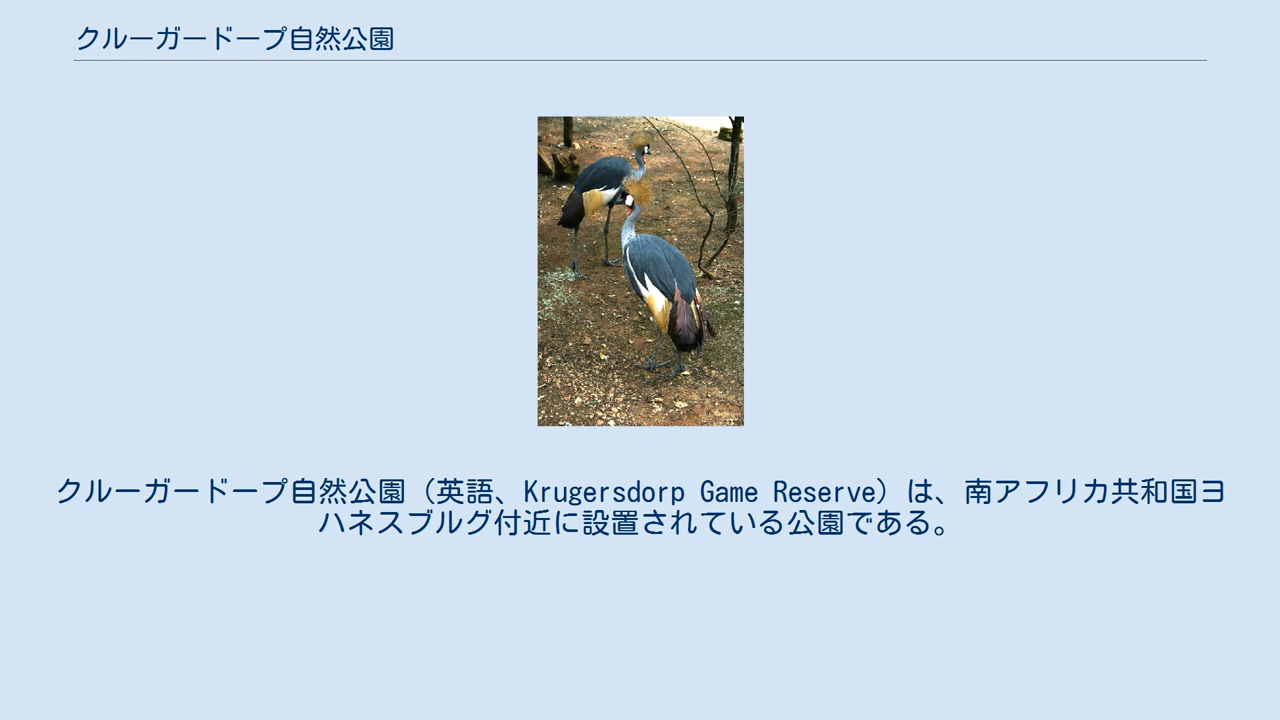 クルーガードープ自然公園
クルーガードープ自然公園（英語、Krugersdorp Game Reserve）は、南アフリカ共和国ヨ
ハネスブルグ付近に設置されている公園である。